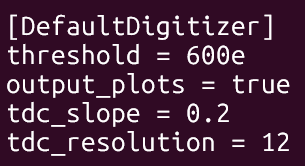 [DefaultDigitizer]
threshold = 600e
output_plots = true
tdc_slope = 0.2
tdc_resolution = 12